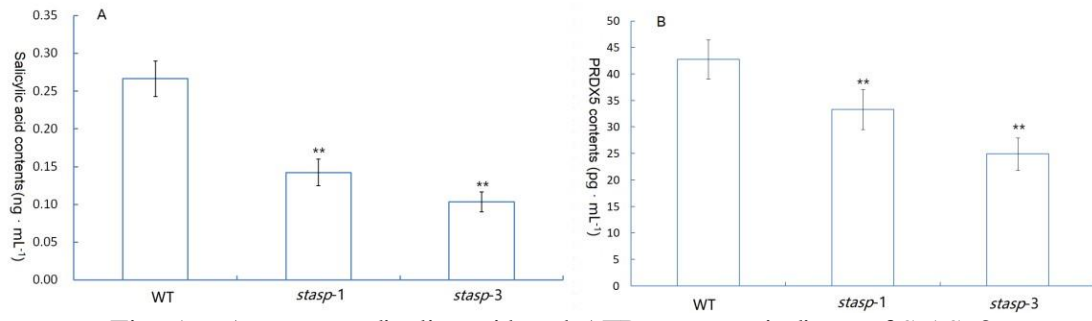 A
Salicylic acid contents(ng · mL⁻¹)
0.35
0.30
0.25
0.20
0.15
0.10
0.05
0.00
**
**
WT
stasp-1
stasp-3
B
PRDX5 contents (pg · mL⁻¹)
50
45
40
35
30
25
20
15
10
5
0
**
**
WT
stasp-1
stasp-3